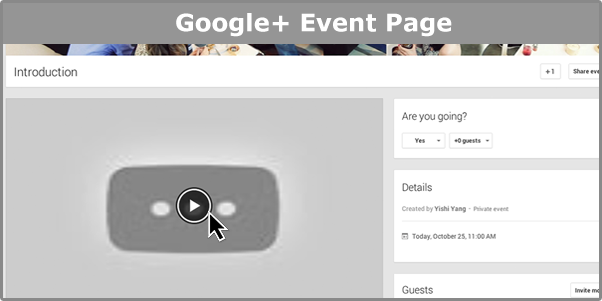 Google+ Event Page
Introduction
+1
Share eve
Are you going?
Yes
+0 guests
Details
Created by Yishi Yang - Private event
Today, October 25, 11:00 AM
Guests
Invite mo